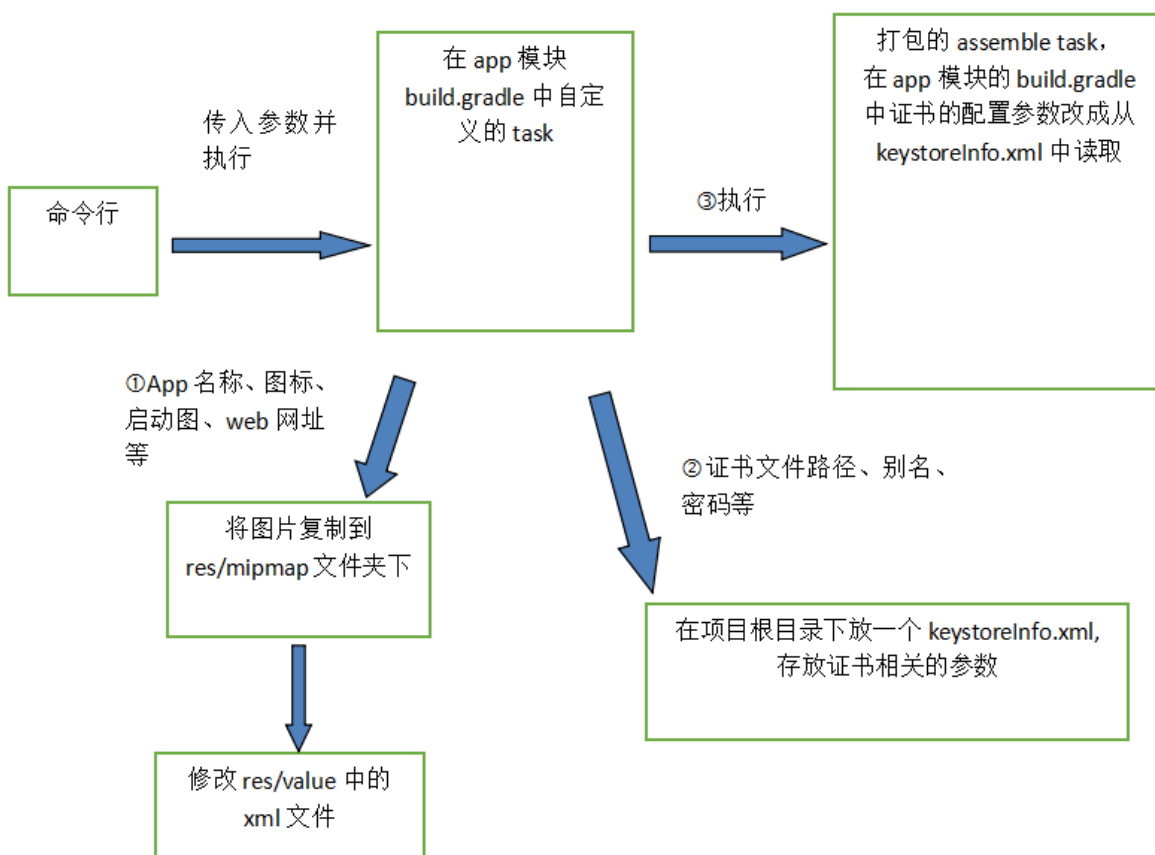 命令行
传入参数并
执行
在 app 模块
build.gradle 中自定
义的 task
③执行
打包的 assemble task，
在 app 模块的 build.gradle
中证书的配置参数改成从
keystoreInfo.xml 中读取
①App 名称、图标、
启动图、web 网址
等
将图片复制到
res/mipmap 文件夹下
修改 res/value 中的
xml 文件
②证书文件路径、别名、
密码等
在项目根目录下放一个 keystoreInfo.xml,
存放证书相关的参数